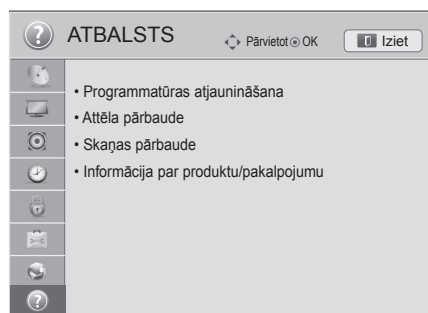 ATBALSTS Pārvietot OK Iziet
• Programmatūras atjaunināšana
• Attēla pārbaude
• Skaņas pārbaude
• Informācija par produktu/pakalpojumu